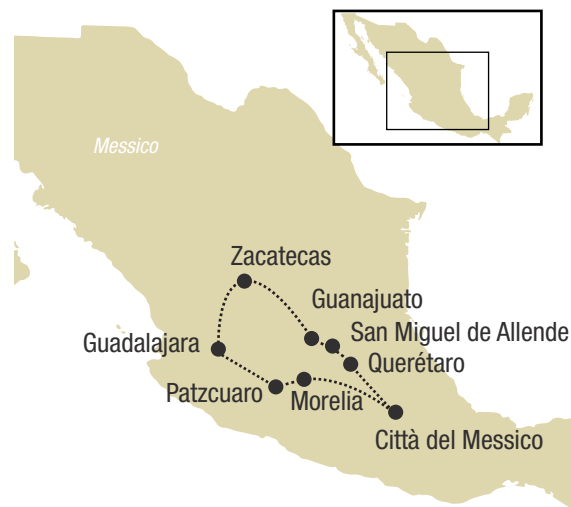 Messico
Zacatecas
Guanajuato
San Miguel de Allende
Guadalajara
Querétaro
Patzcuaro
Morelia
Città del Messico